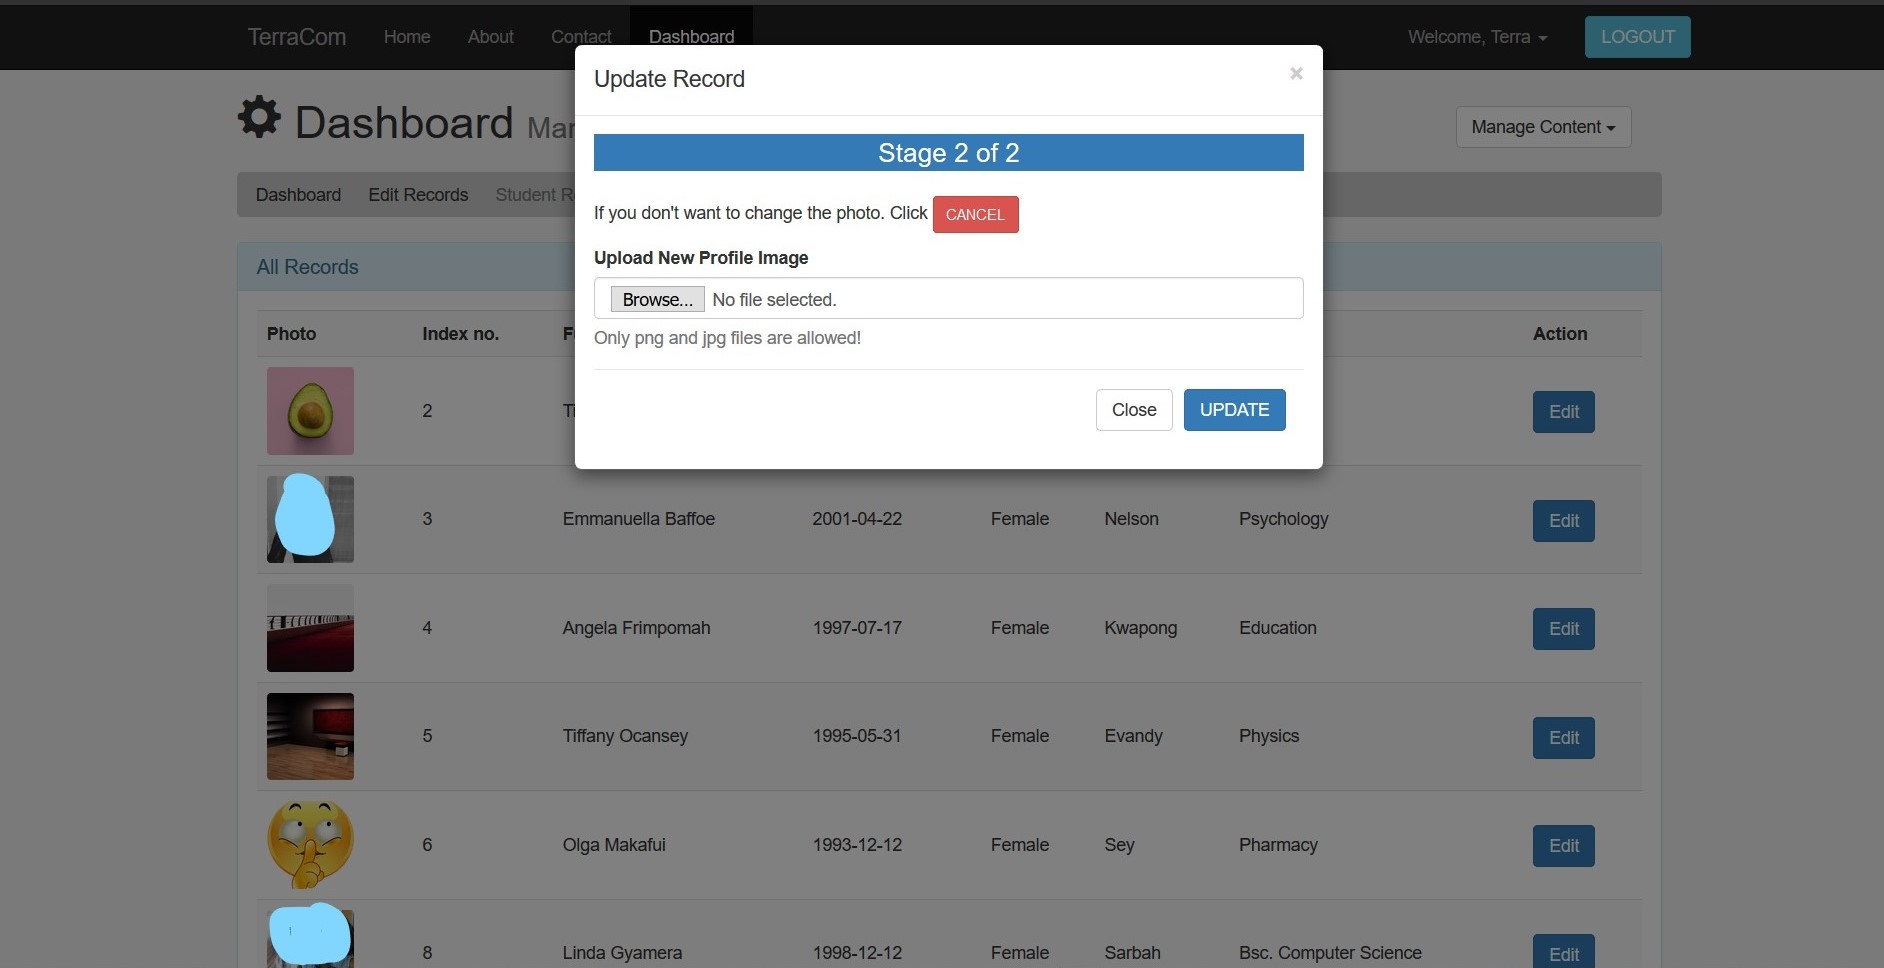 TerraCom Home About Contact Dashboard Welcome, Terra LOGOUT
Update Record ×
Dashboard Manage Content
Stage 2 of 2
Dashboard Edit Records Student
If you don't want to change the photo. Click CANCEL
Upload New Profile Image
All Records
Browse... No file selected.
Only png and jpg files are allowed!
Photo Index no. Action
Close UPDATE
2 Edit
3 Emmanuella Baffoe 2001-04-22 Female Nelson Psychology Edit
4 Angela Frimpomah 1997-07-17 Female Kwapong Education Edit
5 Tiffany Ocansey 1995-05-31 Female Evandy Physics Edit
6 Olga Makafui 1993-12-12 Female Sey Pharmacy Edit
8 Linda Gyamera 1998-12-12 Female Sarbah Bsc. Computer Science Edit